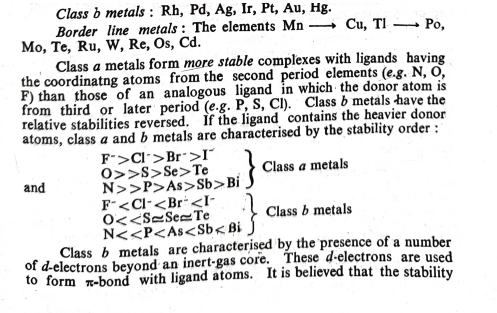 Class b metals : Rh, Pd, Ag, Ir, Pt, Au, Hg.
Border line metals : The elements Mn ⟶ Cu, Tl ⟶ Po,
Mo, Te, Ru, W, Re, Os, Cd.
Class a metals form more stable complexes with ligands having
the coordinatng atoms from the second period elements (e.g. N, O,
F) than those of an analogous ligand in which the donor atom is
from third or later period (e.g. P, S, Cl). Class b metals have the
relative stabilities reversed. If the ligand contains the heavier donor
atoms, class a and b metals are characterised by the stability order :
F⁻>Cl⁻>Br⁻>I⁻
O>>S>Se>Te } Class a metals
N>>P>As>Sb>Bi
and
F⁻<Cl⁻<Br⁻<I⁻
O<<S≃Se≃Te } Class b metals
N<<P<As<Sb<Bi
Class b metals are characterised by the presence of a number
of d-electrons beyond an inert-gas core. These d-electrons are used
to form π-bond with ligand atoms. It is believed that the stability